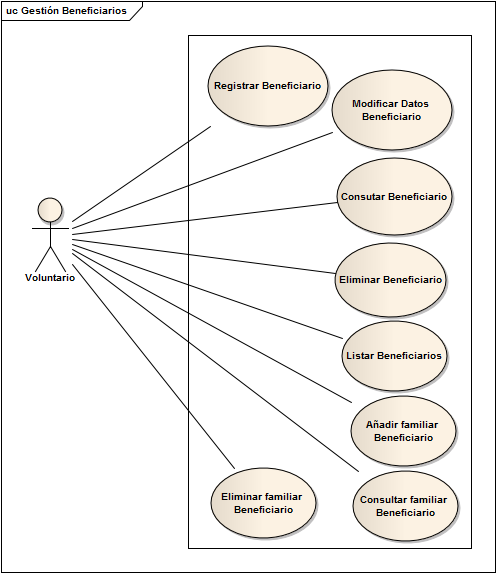 uc Gestión Beneficiarios
Registrar Beneficiario
Modificar Datos
Beneficiario
Consutar Beneficiario
Voluntario
Eliminar Beneficiario
Listar Beneficiarios
Añadir familiar
Beneficiario
Eliminar familiar
Beneficiario
Consultar familiar
Beneficiario